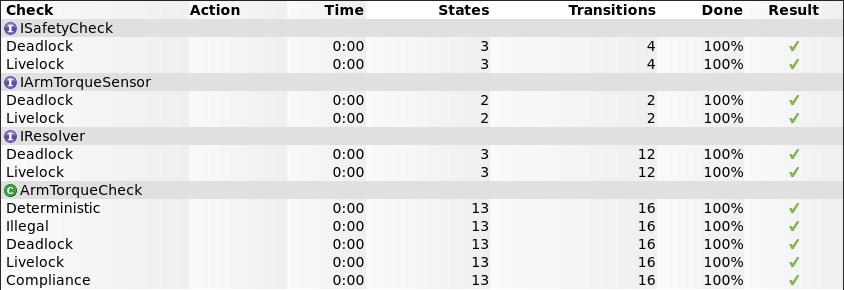 Check Action Time States Transitions Done Result
I ISafetyCheck
Deadlock 0:00 3 4 100% ✓
Livelock 0:00 3 4 100% ✓
I IArmTorqueSensor
Deadlock 0:00 2 2 100% ✓
Livelock 0:00 2 2 100% ✓
I IResolver
Deadlock 0:00 3 12 100% ✓
Livelock 0:00 3 12 100% ✓
C ArmTorqueCheck
Deterministic 0:00 13 16 100% ✓
Illegal 0:00 13 16 100% ✓
Deadlock 0:00 13 16 100% ✓
Livelock 0:00 13 16 100% ✓
Compliance 0:00 13 16 100% ✓